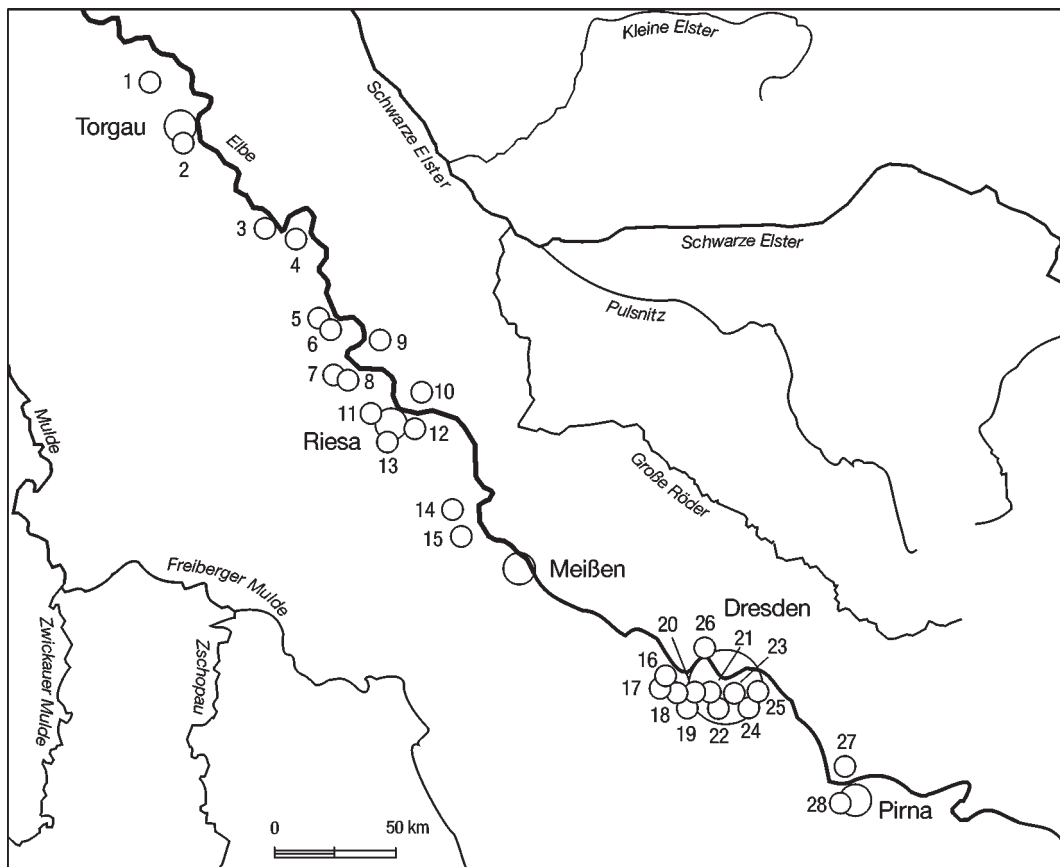 Kleine Elster
1
Torgau
2
Elbe
Schwarze Elster
3
4
Schwarze Elster
5
6
9
Pulsnitz
7
8
10
11
12
Riesa
13
Mulde
14
15
Große Röder
Meißen
Freiberger Mulde
Zwickauer Mulde
Zschopau
Dresden
26
20
21
23
16
17
18
19
22
24
25
27
28
Pirna
0
50 km